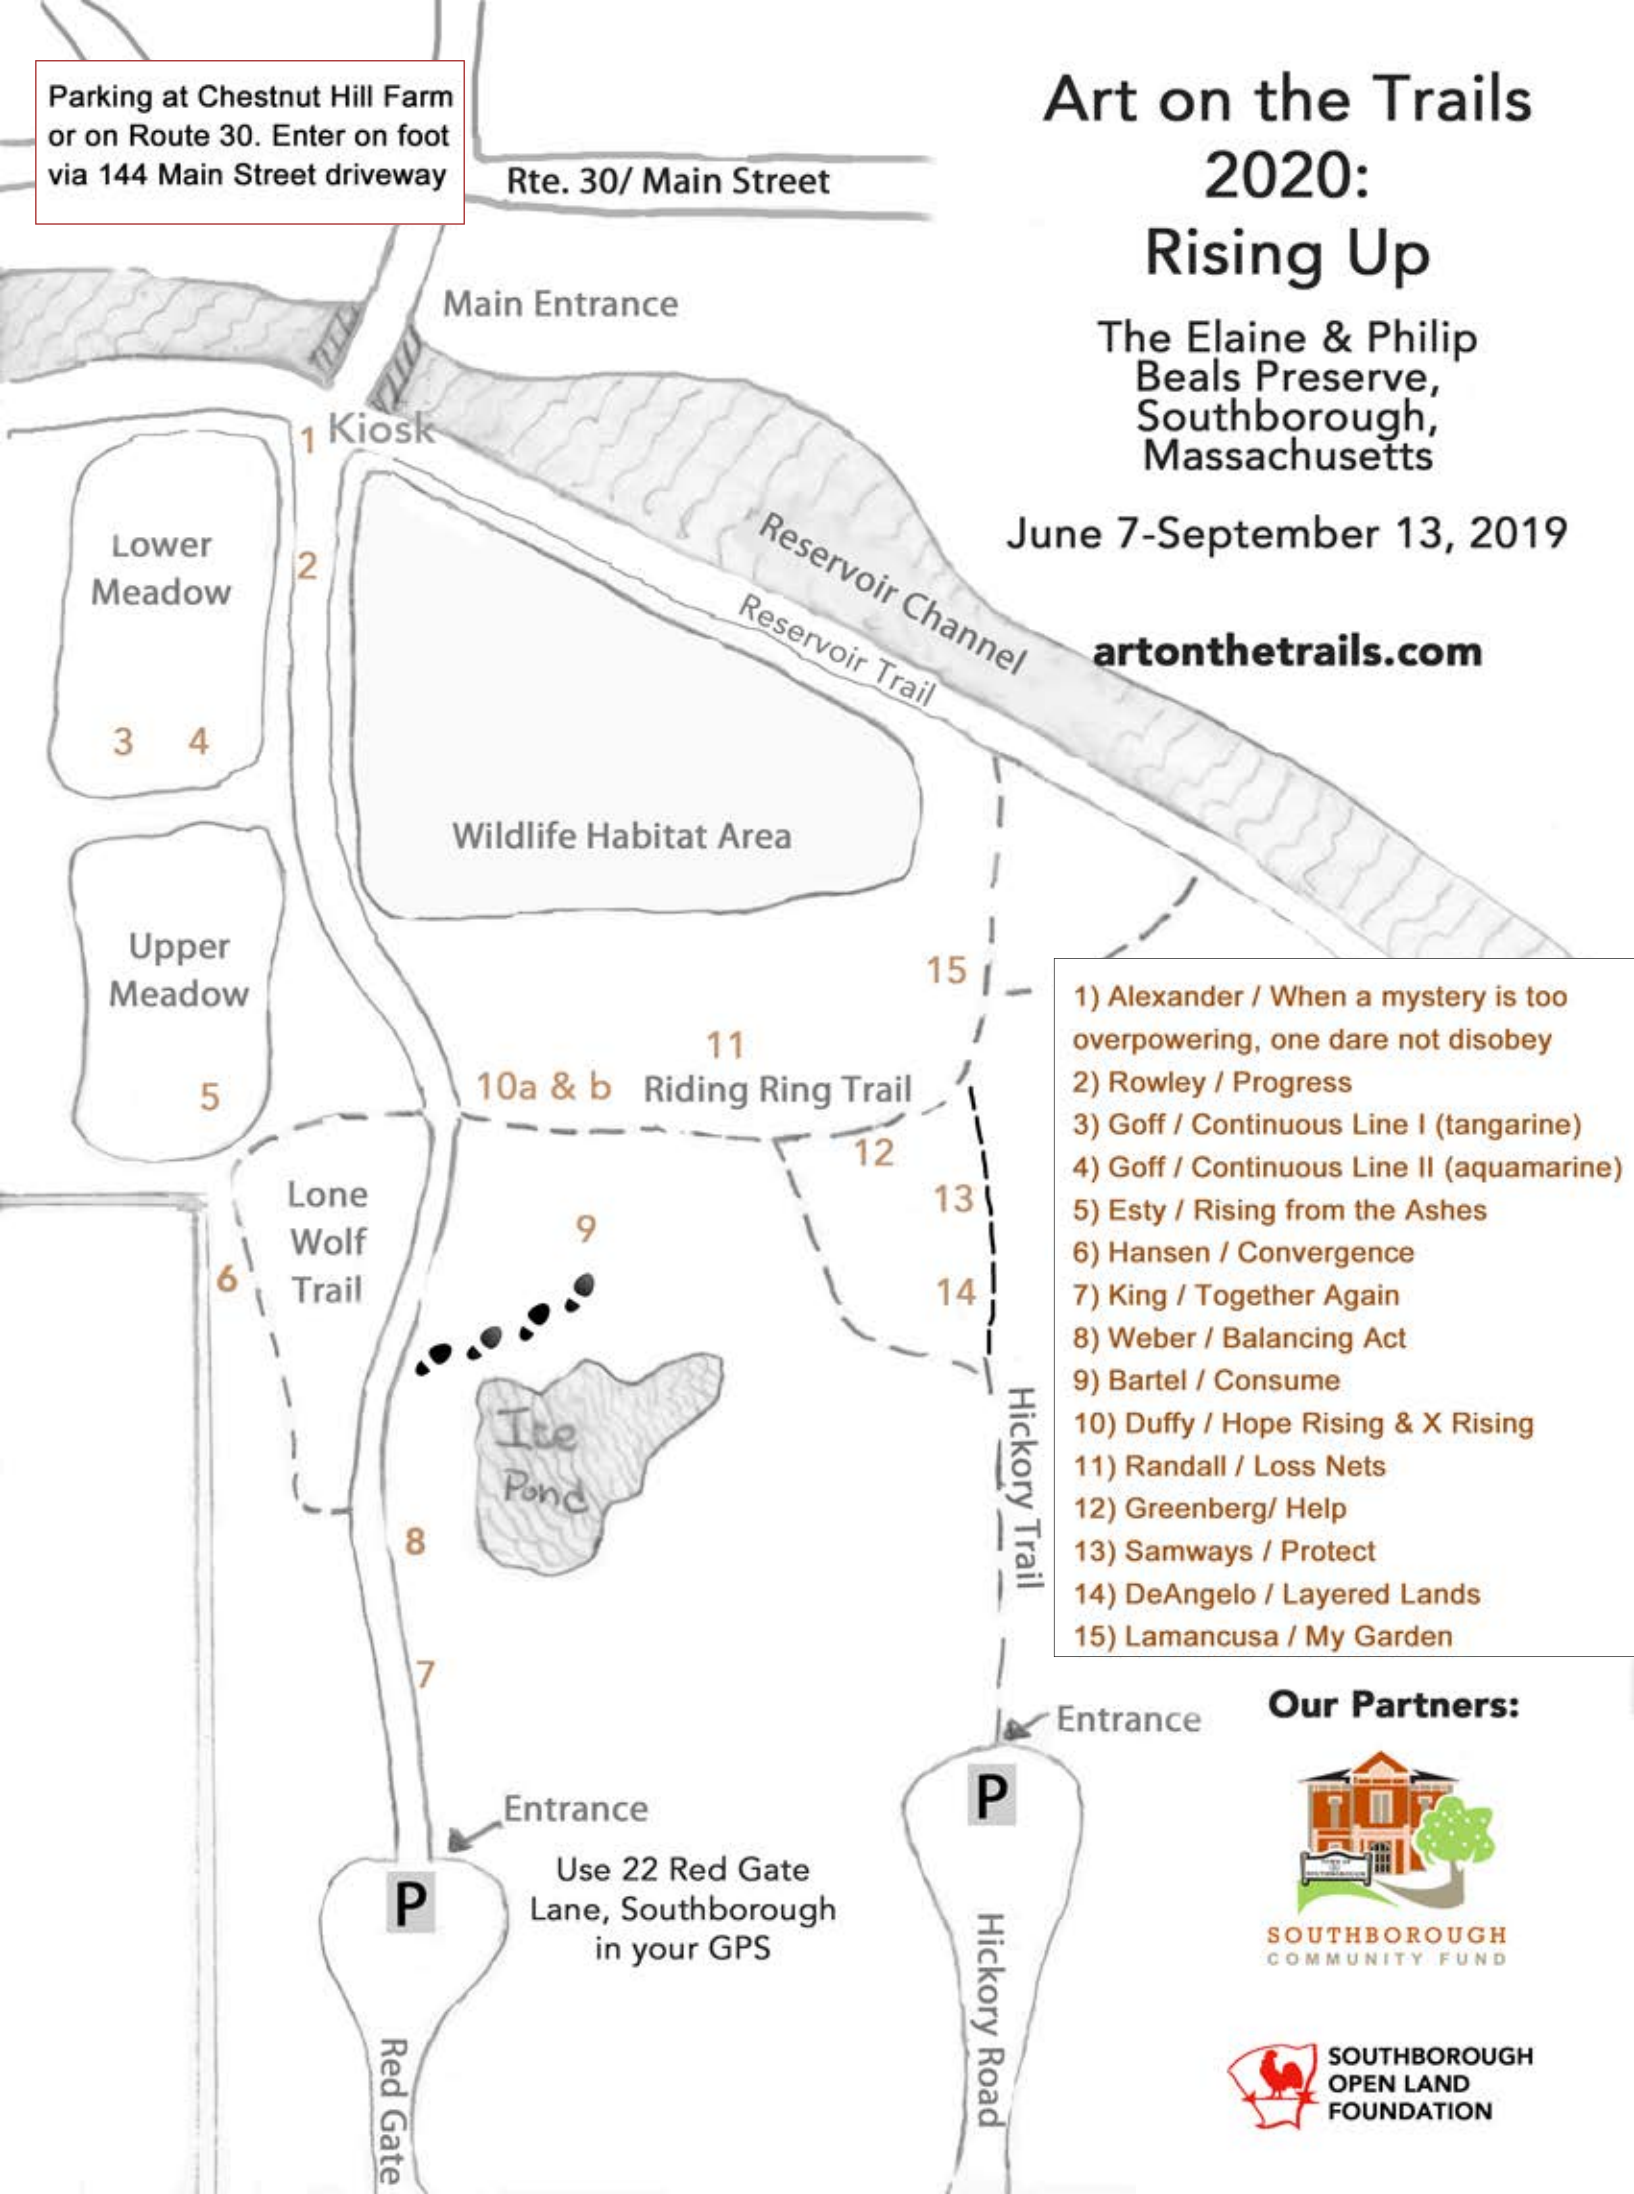 Parking at Chestnut Hill Farm
or on Route 30. Enter on foot
via 144 Main Street driveway
Rte. 30/ Main Street
Art on the Trails
2020:
Rising Up
The Elaine & Philip
Beals Preserve,
Southborough,
Massachusetts
June 7-September 13, 2019
artonthetrails.com
Main Entrance
1 Kiosk
Lower
Meadow
2
3 4
Reservoir Channel
Reservoir Trail
Wildlife Habitat Area
Upper
Meadow
5
15
11
10a & b Riding Ring Trail
12
13
14
Lone
Wolf
Trail
6
9
Ice
Pond
8
7
Hickory Trail
1) Alexander / When a mystery is too
overpowering, one dare not disobey
2) Rowley / Progress
3) Goff / Continuous Line I (tangarine)
4) Goff / Continuous Line II (aquamarine)
5) Esty / Rising from the Ashes
6) Hansen / Convergence
7) King / Together Again
8) Weber / Balancing Act
9) Bartel / Consume
10) Duffy / Hope Rising & X Rising
11) Randall / Loss Nets
12) Greenberg/ Help
13) Samways / Protect
14) DeAngelo / Layered Lands
15) Lamancusa / My Garden
Entrance
P
Hickory Road
Entrance
Use 22 Red Gate
Lane, Southborough
in your GPS
P
Red Gate
Our Partners:
SOUTHBOROUGH
COMMUNITY FUND
SOUTHBOROUGH
OPEN LAND
FOUNDATION